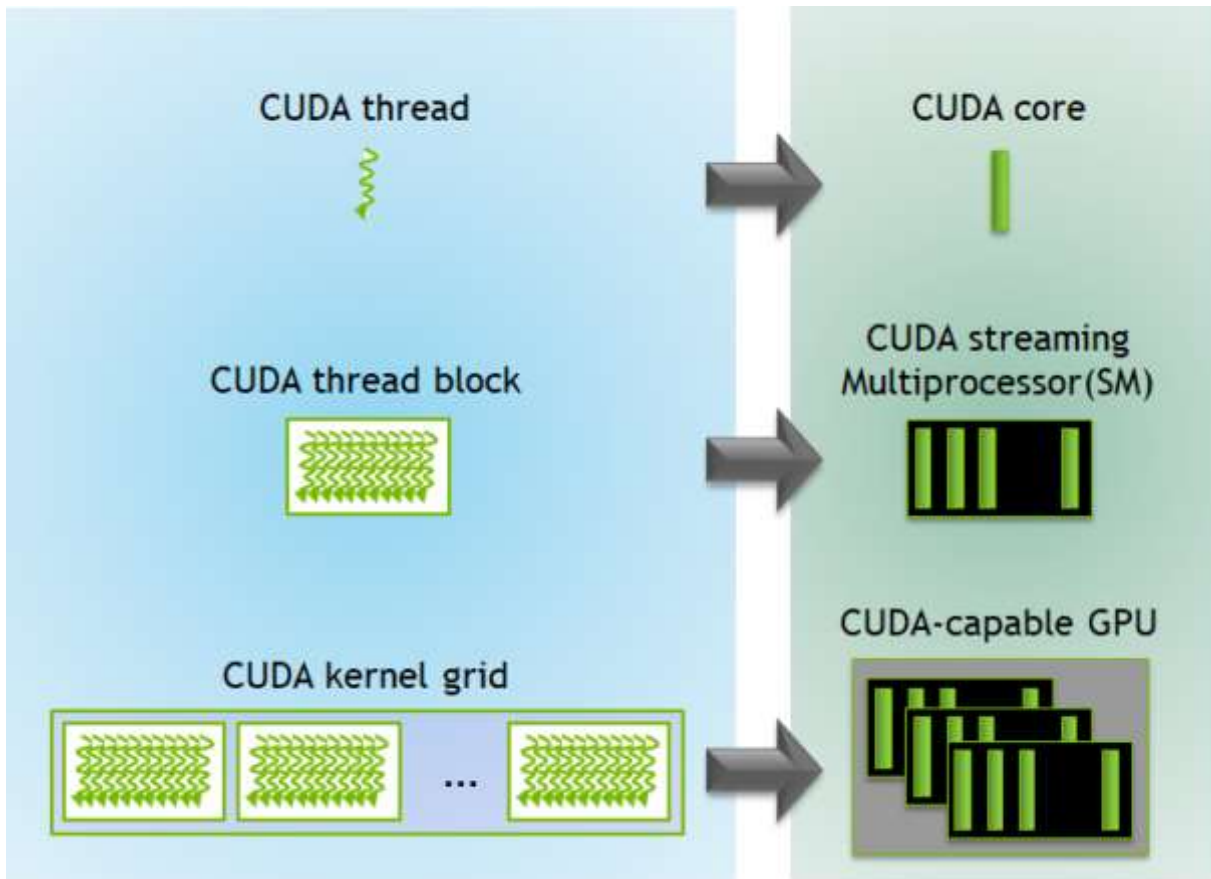 CUDA thread
CUDA core
CUDA thread block
CUDA streaming
Multiprocessor(SM)
CUDA kernel grid
...
CUDA-capable GPU